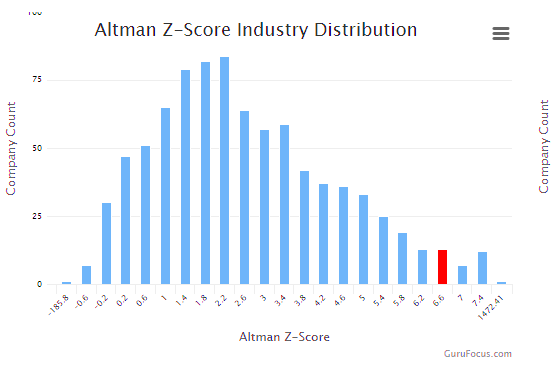 Altman Z-Score Industry Distribution
Company Count
100
75
50
25
0
-185.8 -0.6 -0.2 0.2 0.6 1 1.4 1.8 2.2 2.6 3 3.4 3.8 4.2 4.6 5 5.4 5.8 6.2 6.6 7 7.4 1472.41
Altman Z-Score
Company Count
GuruFocus.com